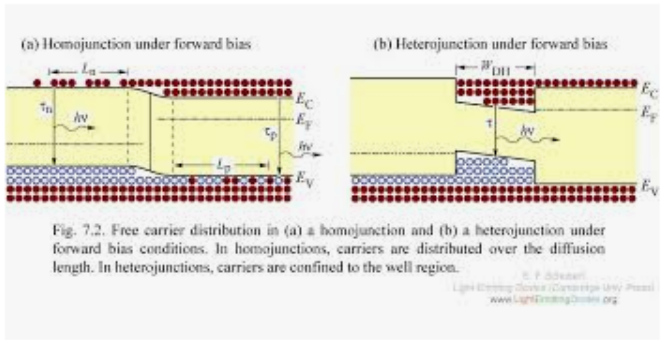 (a) Homojunction under forward bias
(b) Heterojunction under forward bias
Ln
WDH
τn
hν
EC
EF
τp
hν
Lp
EV
τ
hν
EC
EF
EV
Fig. 7.2. Free carrier distribution in (a) a homojunction and (b) a heterojunction under
forward bias conditions. In homojunctions, carriers are distributed over the diffusion
length. In heterojunctions, carriers are confined to the well region.
E. F. Schubert
Light-Emitting Diodes (Cambridge Univ. Press)
www.LightEmittingDiodes.org